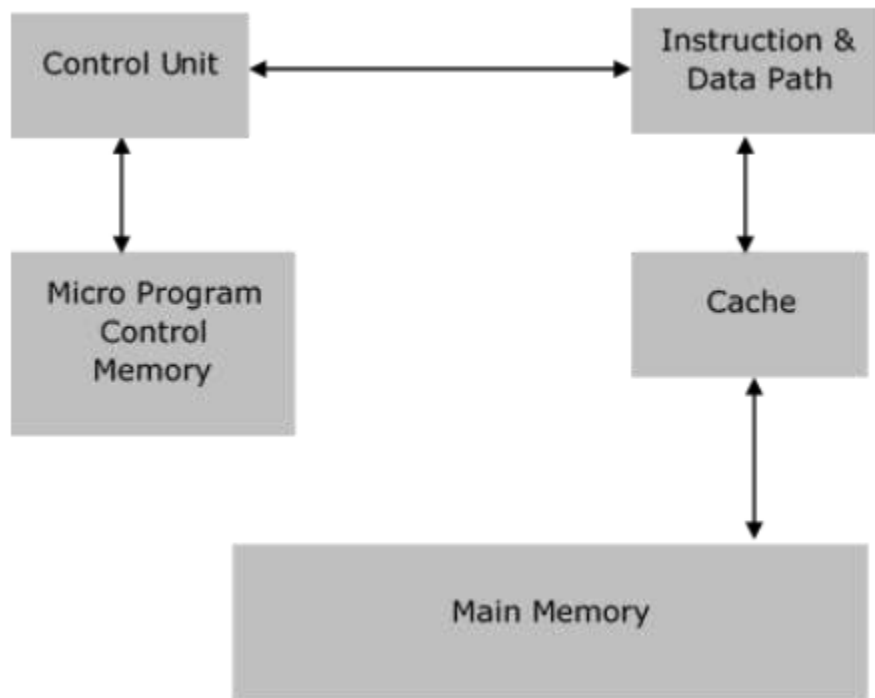 Control Unit
Instruction &
Data Path
Micro Program
Control
Memory
Cache
Main Memory